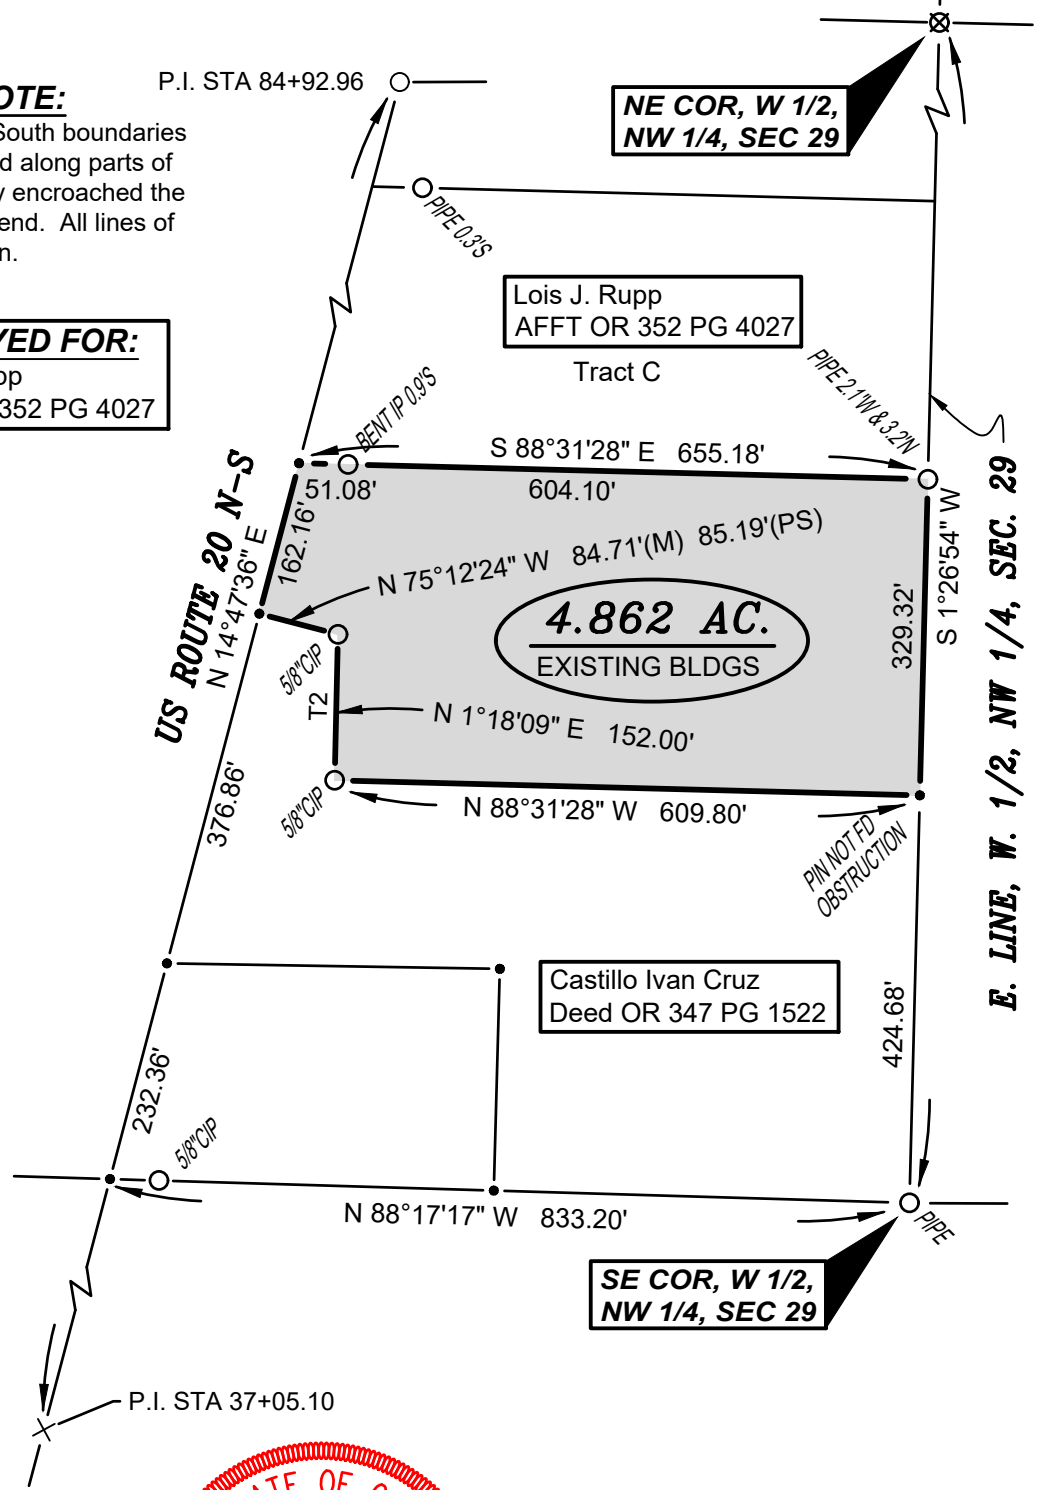 P.I. STA 84+92.96
OTE:
South boundaries
d along parts of
y encroached the
end. All lines of
n.
NE COR, W 1/2,
NW 1/4, SEC 29
PIPE 0.3'S
Lois J. Rupp
AFFT OR 352 PG 4027
Tract C
YED FOR:
pp
352 PG 4027
BENT IP 0.9'S
PIPE 2.1'W & 3.2'N
S 88°31'28" E 655.18'
51.08'
604.10'
US ROUTE 20 N-S
N 14°47'36" E
162.16'
N 75°12'24" W 84.71'(M) 85.19'(PS)
4.862 AC.
EXISTING BLDGS
329.32'
S 1°26'54" W
E. LINE, W. 1/2, NW 1/4, SEC. 29
5/8"CIP
T2
N 1°18'09" E 152.00'
5/8"CIP
N 88°31'28" W 609.80'
376.86'
PIN NOT FD
OBSTRUCTION
Castillo Ivan Cruz
Deed OR 347 PG 1522
424.68'
232.36'
5/8"CIP
N 88°17'17" W 833.20'
PIPE
SE COR, W 1/2,
NW 1/4, SEC 29
P.I. STA 37+05.10
ATE OF